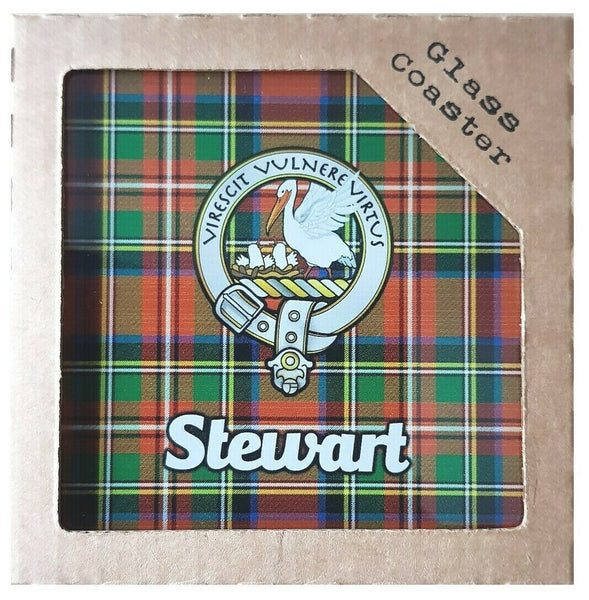 Glass
Coaster
VIRESCIT VULNERE VIRTUS
Stewart